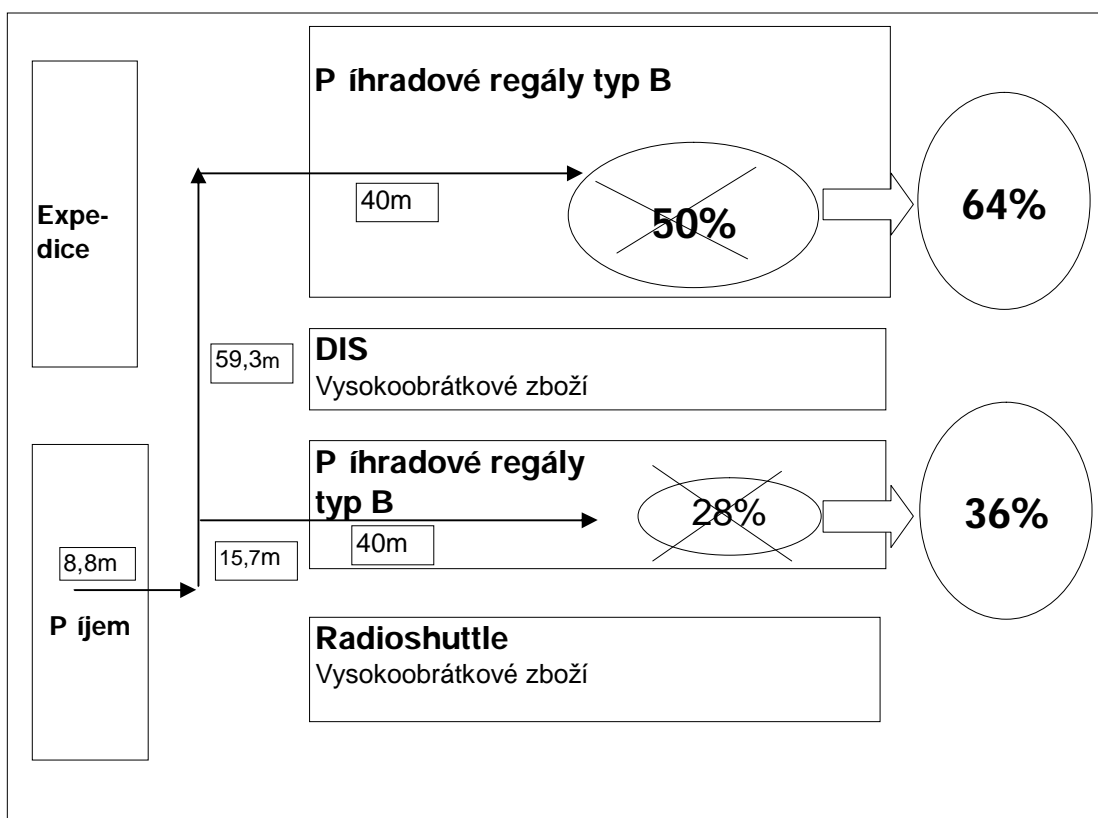 P íhradové regály typ B
40m
50%
64%
Expe-
dice
59,3m
DIS
Vysokoobrátkové zboží
P íhradové regály
typ B
28%
36%
40m
15,7m
8,8m
P íjem
Radioshuttle
Vysokoobrátkové zboží